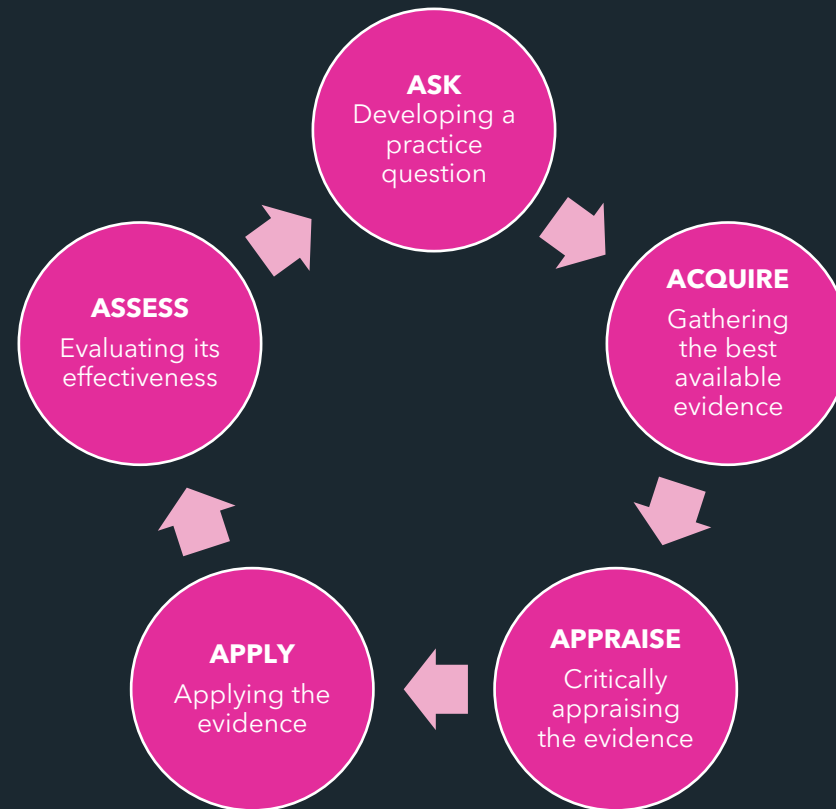 ASK
Developing a
practice
question
ACQUIRE
Gathering
the best
available
evidence
APPRAISE
Critically
appraising
the evidence
APPLY
Applying the
evidence
ASSESS
Evaluating its
effectiveness